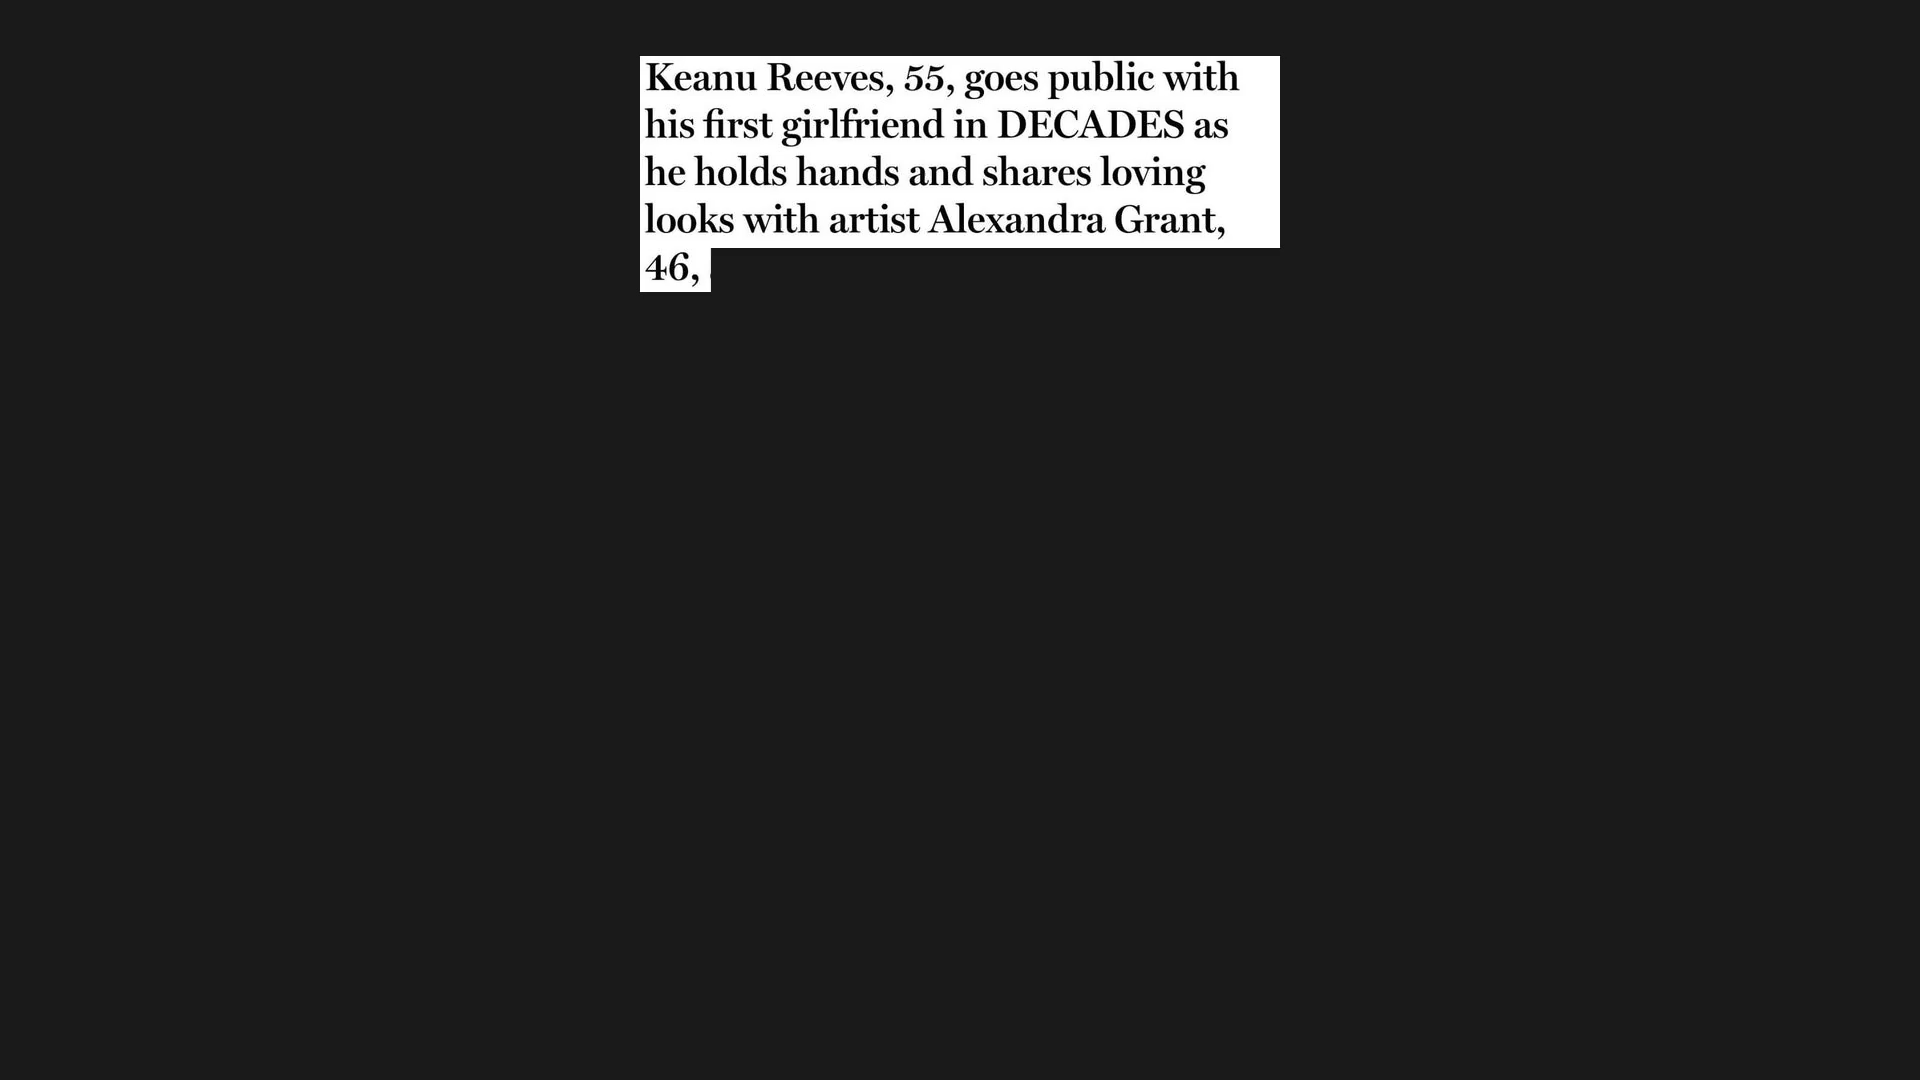 Keanu Reeves, 55, goes public with
his first girlfriend in DECADES as
he holds hands and shares loving
looks with artist Alexandra Grant,
46,